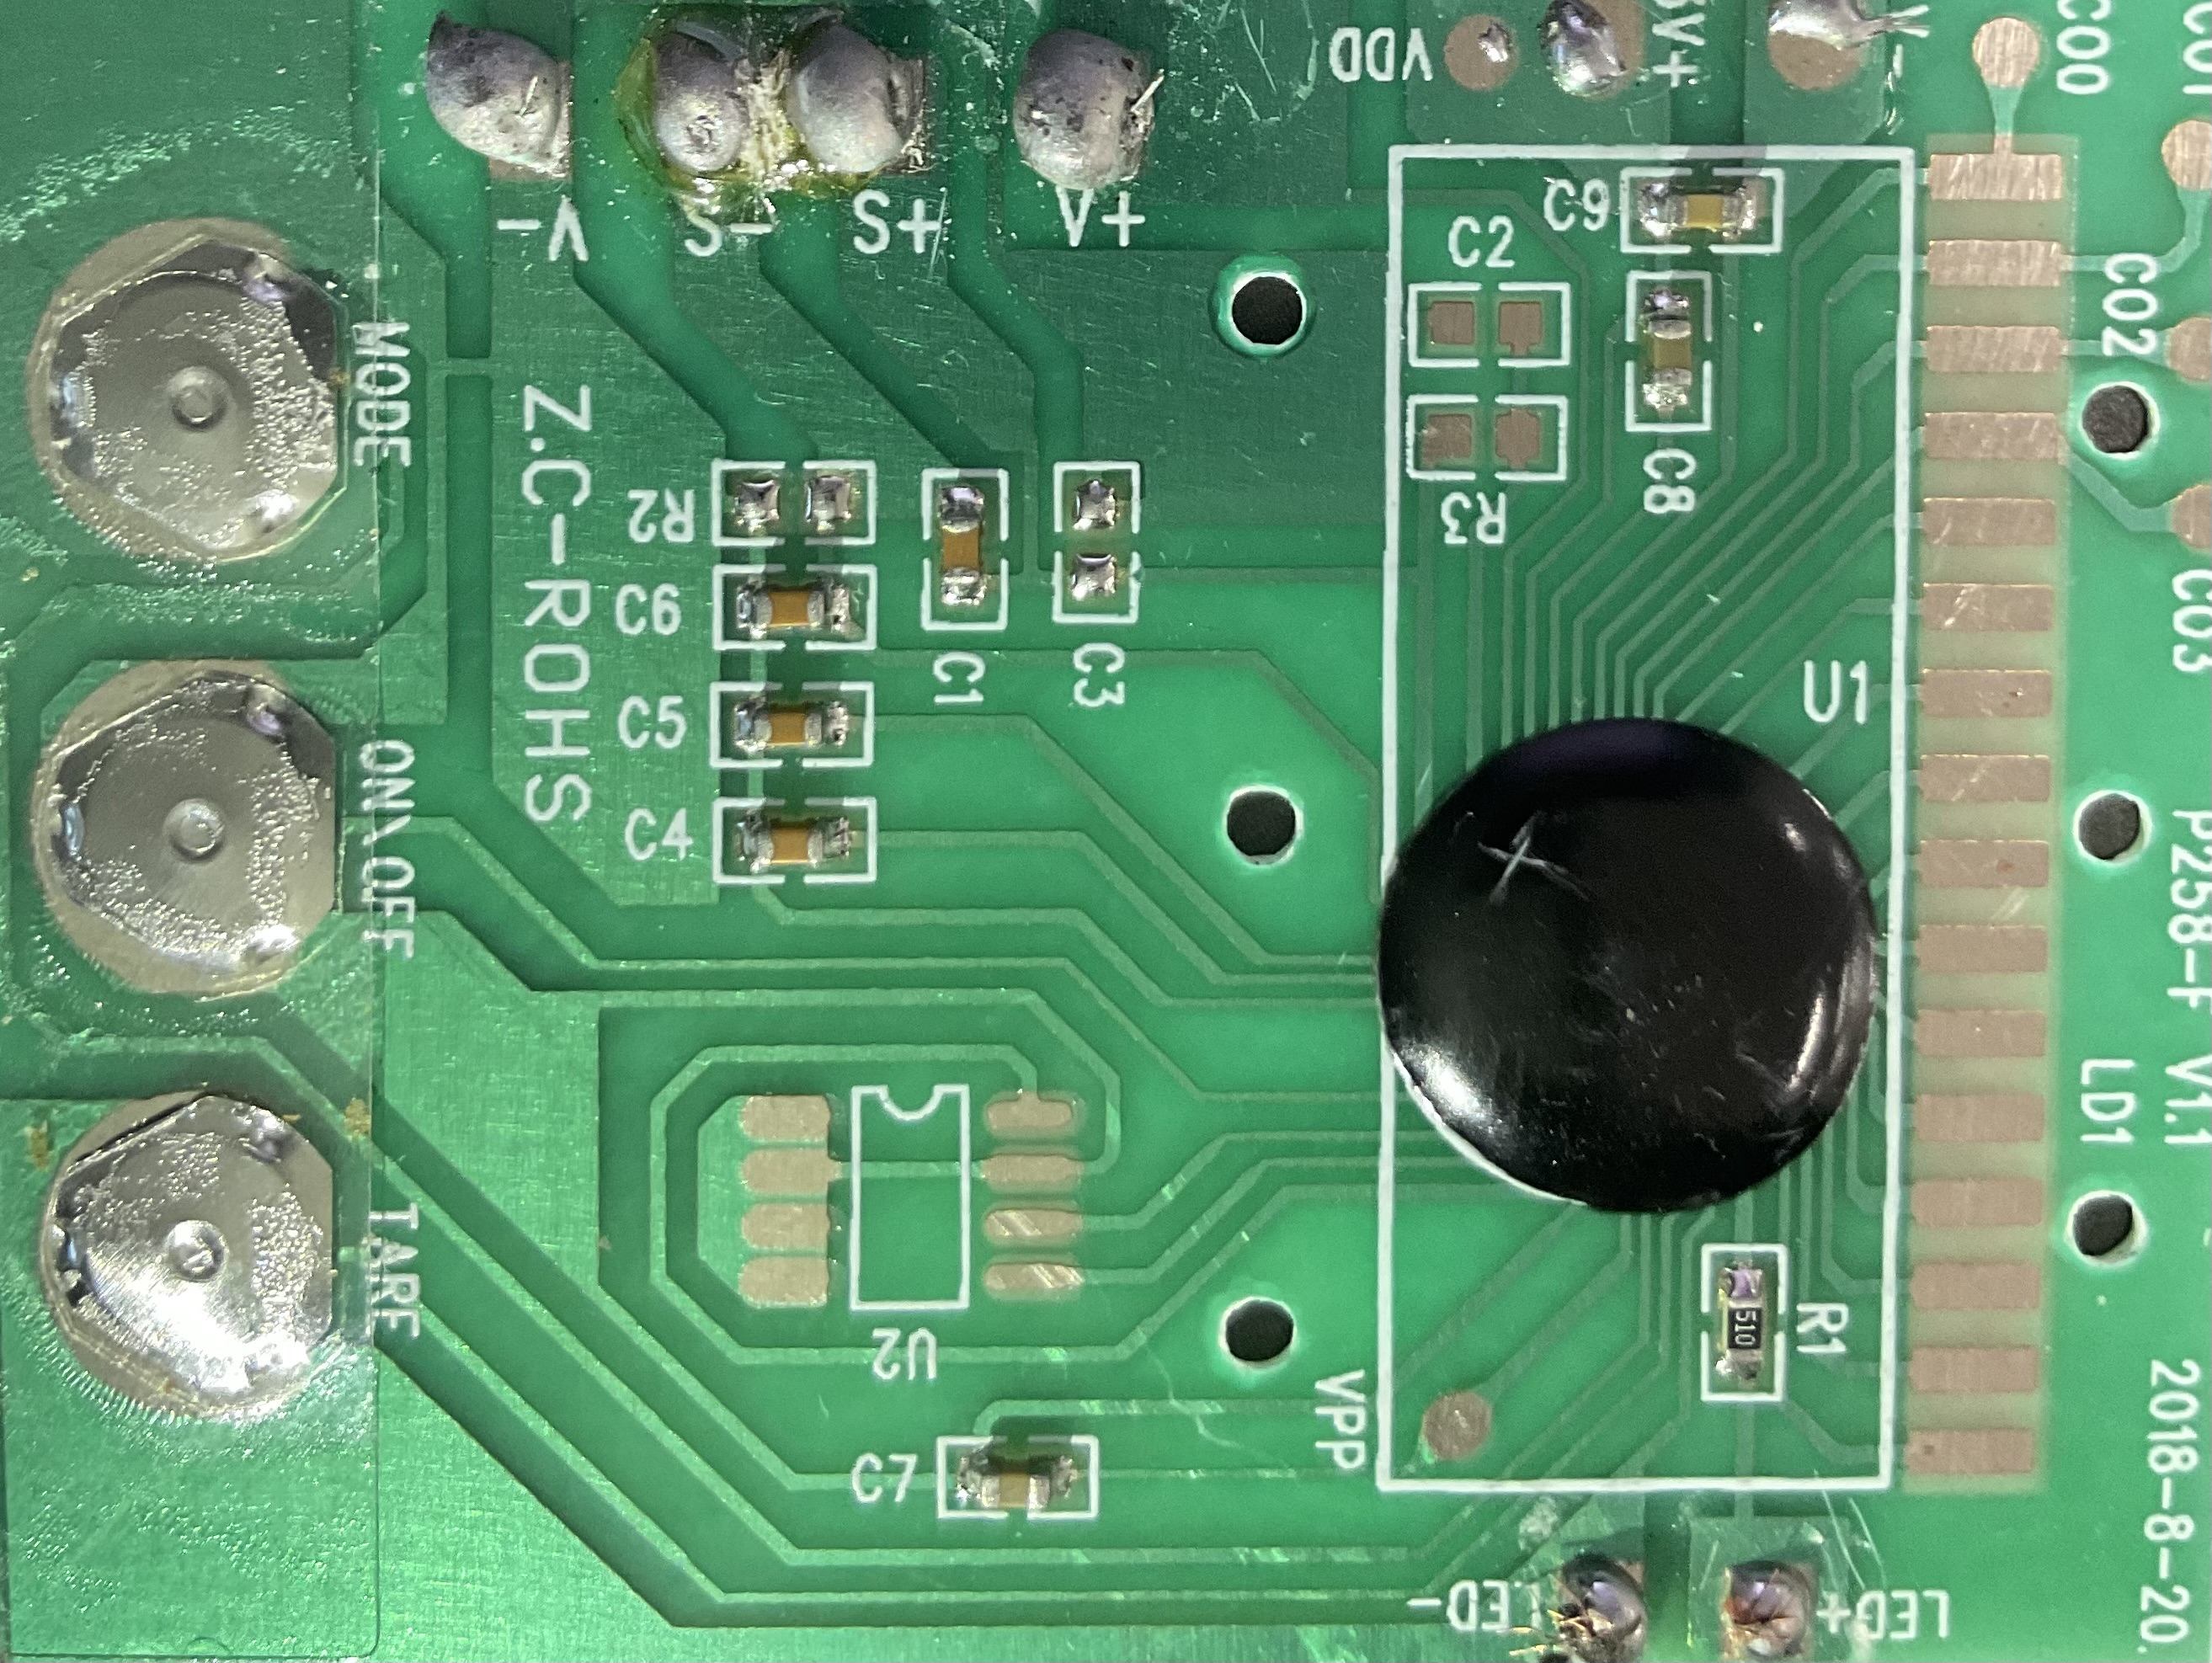 VDD
V+
-
C00
C01
-V
S-
S+
V+
C9
C2
C8
R3
C02
MODE
Z.C-ROHS
R2
C6
C5
C4
C1
C3
C03
U1
ON\OFF
P258-F V1.1
LD1
TARE
U2
510
R1
VPP
C7
2018-8-20.
LED-
LED+